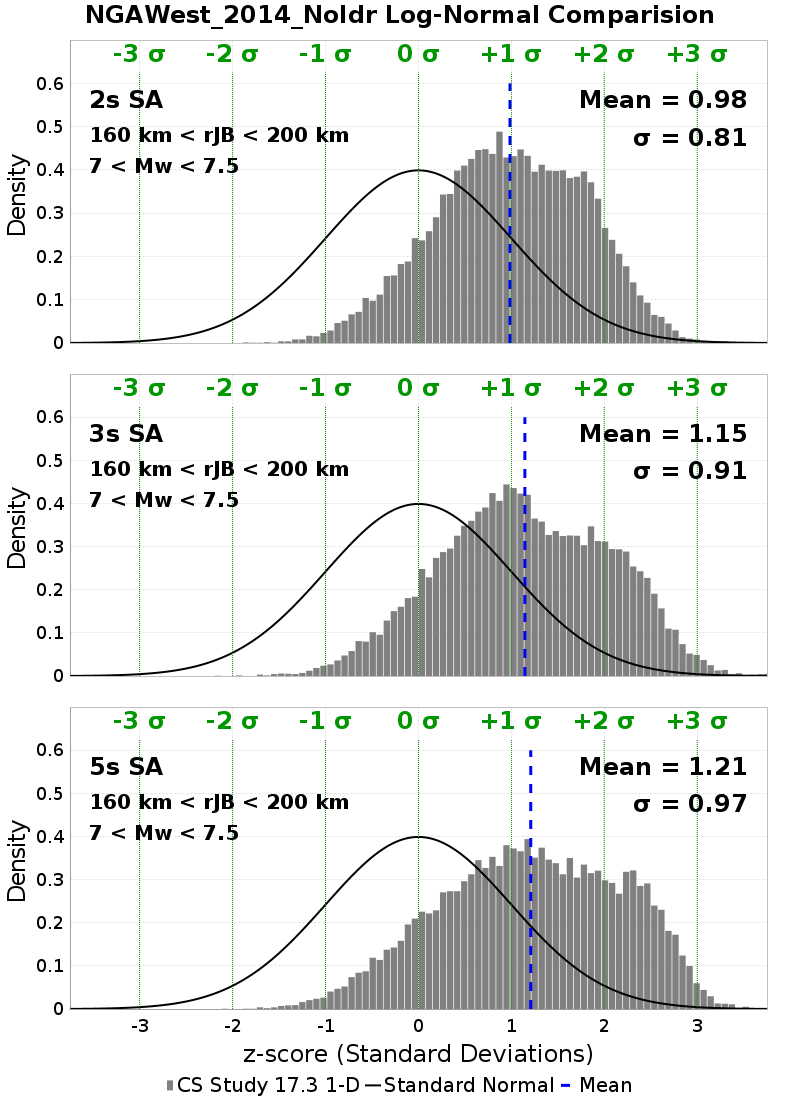 NGAWest_2014_NoIdr Log-Normal Comparision
-3 σ -2 σ -1 σ 0 σ +1 σ +2 σ +3 σ
2s SA
160 km < rJB < 200 km
7 < Mw < 7.5
Mean = 0.98
σ = 0.81
Density
0.6
0.5
0.4
0.3
0.2
0.1
0
-3 σ -2 σ -1 σ 0 σ +1 σ +2 σ +3 σ
3s SA
160 km < rJB < 200 km
7 < Mw < 7.5
Mean = 1.15
σ = 0.91
Density
0.6
0.5
0.4
0.3
0.2
0.1
0
-3 σ -2 σ -1 σ 0 σ +1 σ +2 σ +3 σ
5s SA
160 km < rJB < 200 km
7 < Mw < 7.5
Mean = 1.21
σ = 0.97
Density
0.6
0.5
0.4
0.3
0.2
0.1
0
-3 -2 -1 0 1 2 3
z-score (Standard Deviations)
CS Study 17.3 1-D Standard Normal Mean